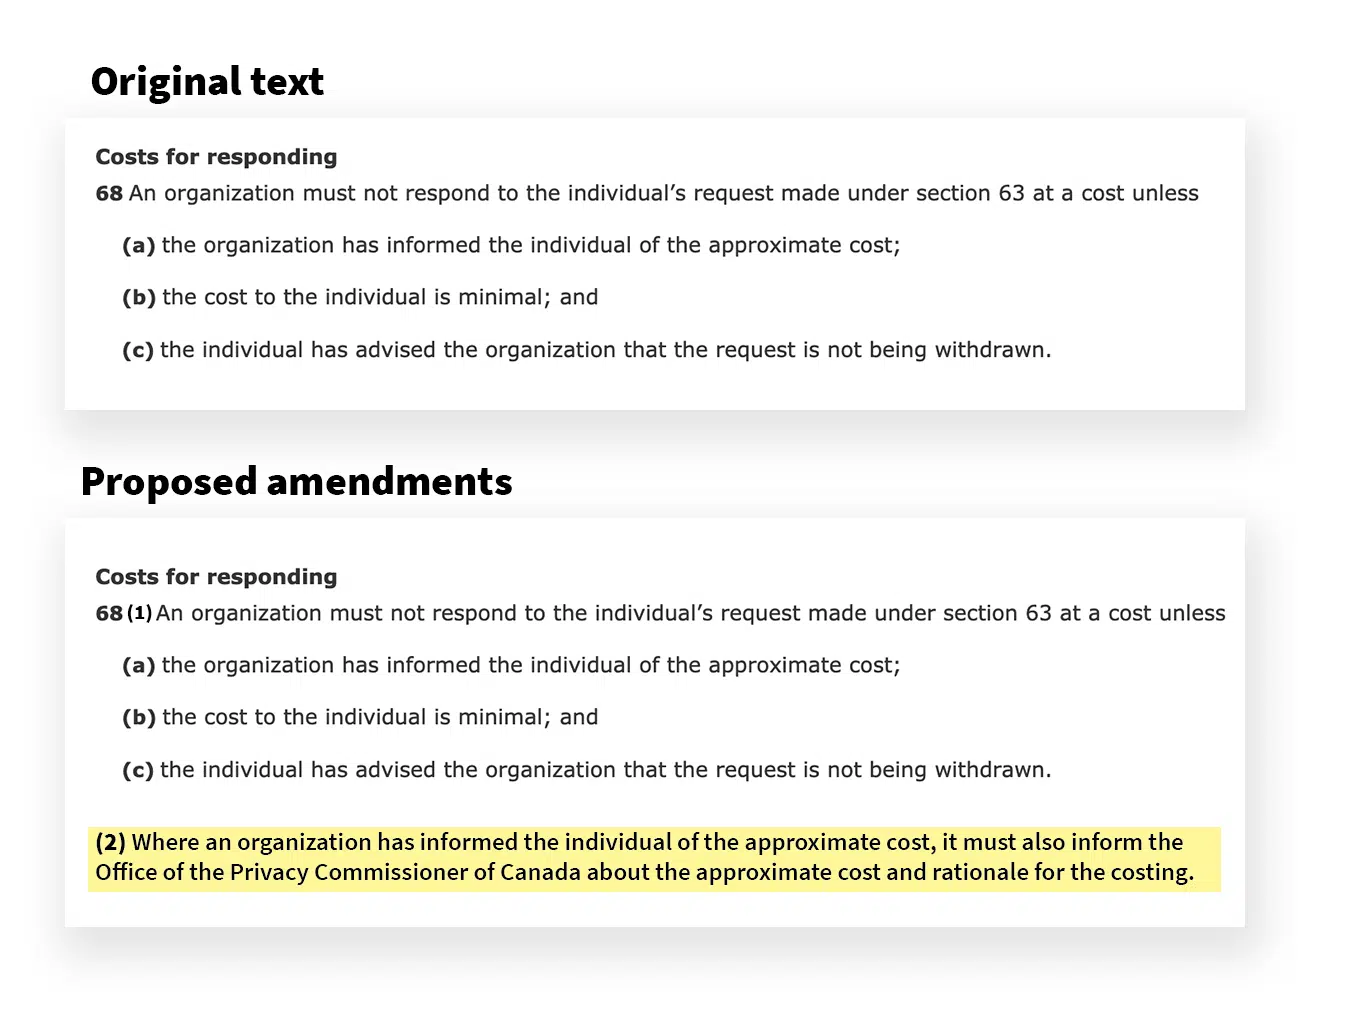 Original text
Costs for responding
68 An organization must not respond to the individual’s request made under section 63 at a cost unless
(a) the organization has informed the individual of the approximate cost;
(b) the cost to the individual is minimal; and
(c) the individual has advised the organization that the request is not being withdrawn.
Proposed amendments
Costs for responding
68 (1) An organization must not respond to the individual’s request made under section 63 at a cost unless
(a) the organization has informed the individual of the approximate cost;
(b) the cost to the individual is minimal; and
(c) the individual has advised the organization that the request is not being withdrawn.
(2) Where an organization has informed the individual of the approximate cost, it must also inform the
Office of the Privacy Commissioner of Canada about the approximate cost and rationale for the costing.